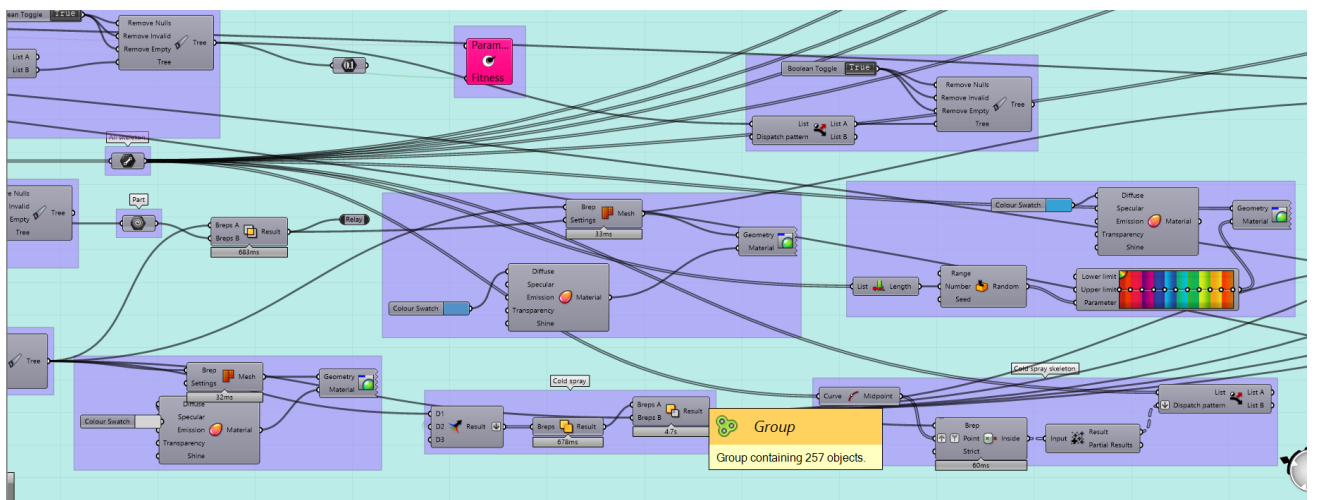 ean Toggle True
Remove Nulls
Remove Invalid
Remove Empty
Tree
Tree
List A
List B
Param...
Fitness
Boolean Toggle True
Remove Nulls
Remove Invalid
Remove Empty
Tree
Tree
List
Dispatch pattern
List A
List B
All skeleton
e Nulls
Invalid
Empty
Tree
Tree
Part
Breps A
Breps B
Result
683ms
Relay
Brep
Settings
Mesh
33ms
Geometry
Material
Diffuse
Specular
Emission
Transparency
Shine
Material
Colour Swatch
Colour Swatch
Diffuse
Specular
Emission
Transparency
Shine
Material
Geometry
Material
List
Length
Range
Number
Seed
Random
Lower limit
Upper limit
Parameter
Tree
Brep
Settings
Mesh
32ms
Geometry
Material
Colour Swatch
Diffuse
Specular
Emission
Transparency
Shine
Material
Cold spray
D1
D2
D3
Result
Breps
Result
678ms
Breps A
Breps B
Result
4.7s
Group
Group containing 257 objects.
Cold spray skeleton
Curve
Midpoint
Brep
Point
Strict
Inside
60ms
Input
Result
Partial Results
List
Dispatch pattern
List A
List B